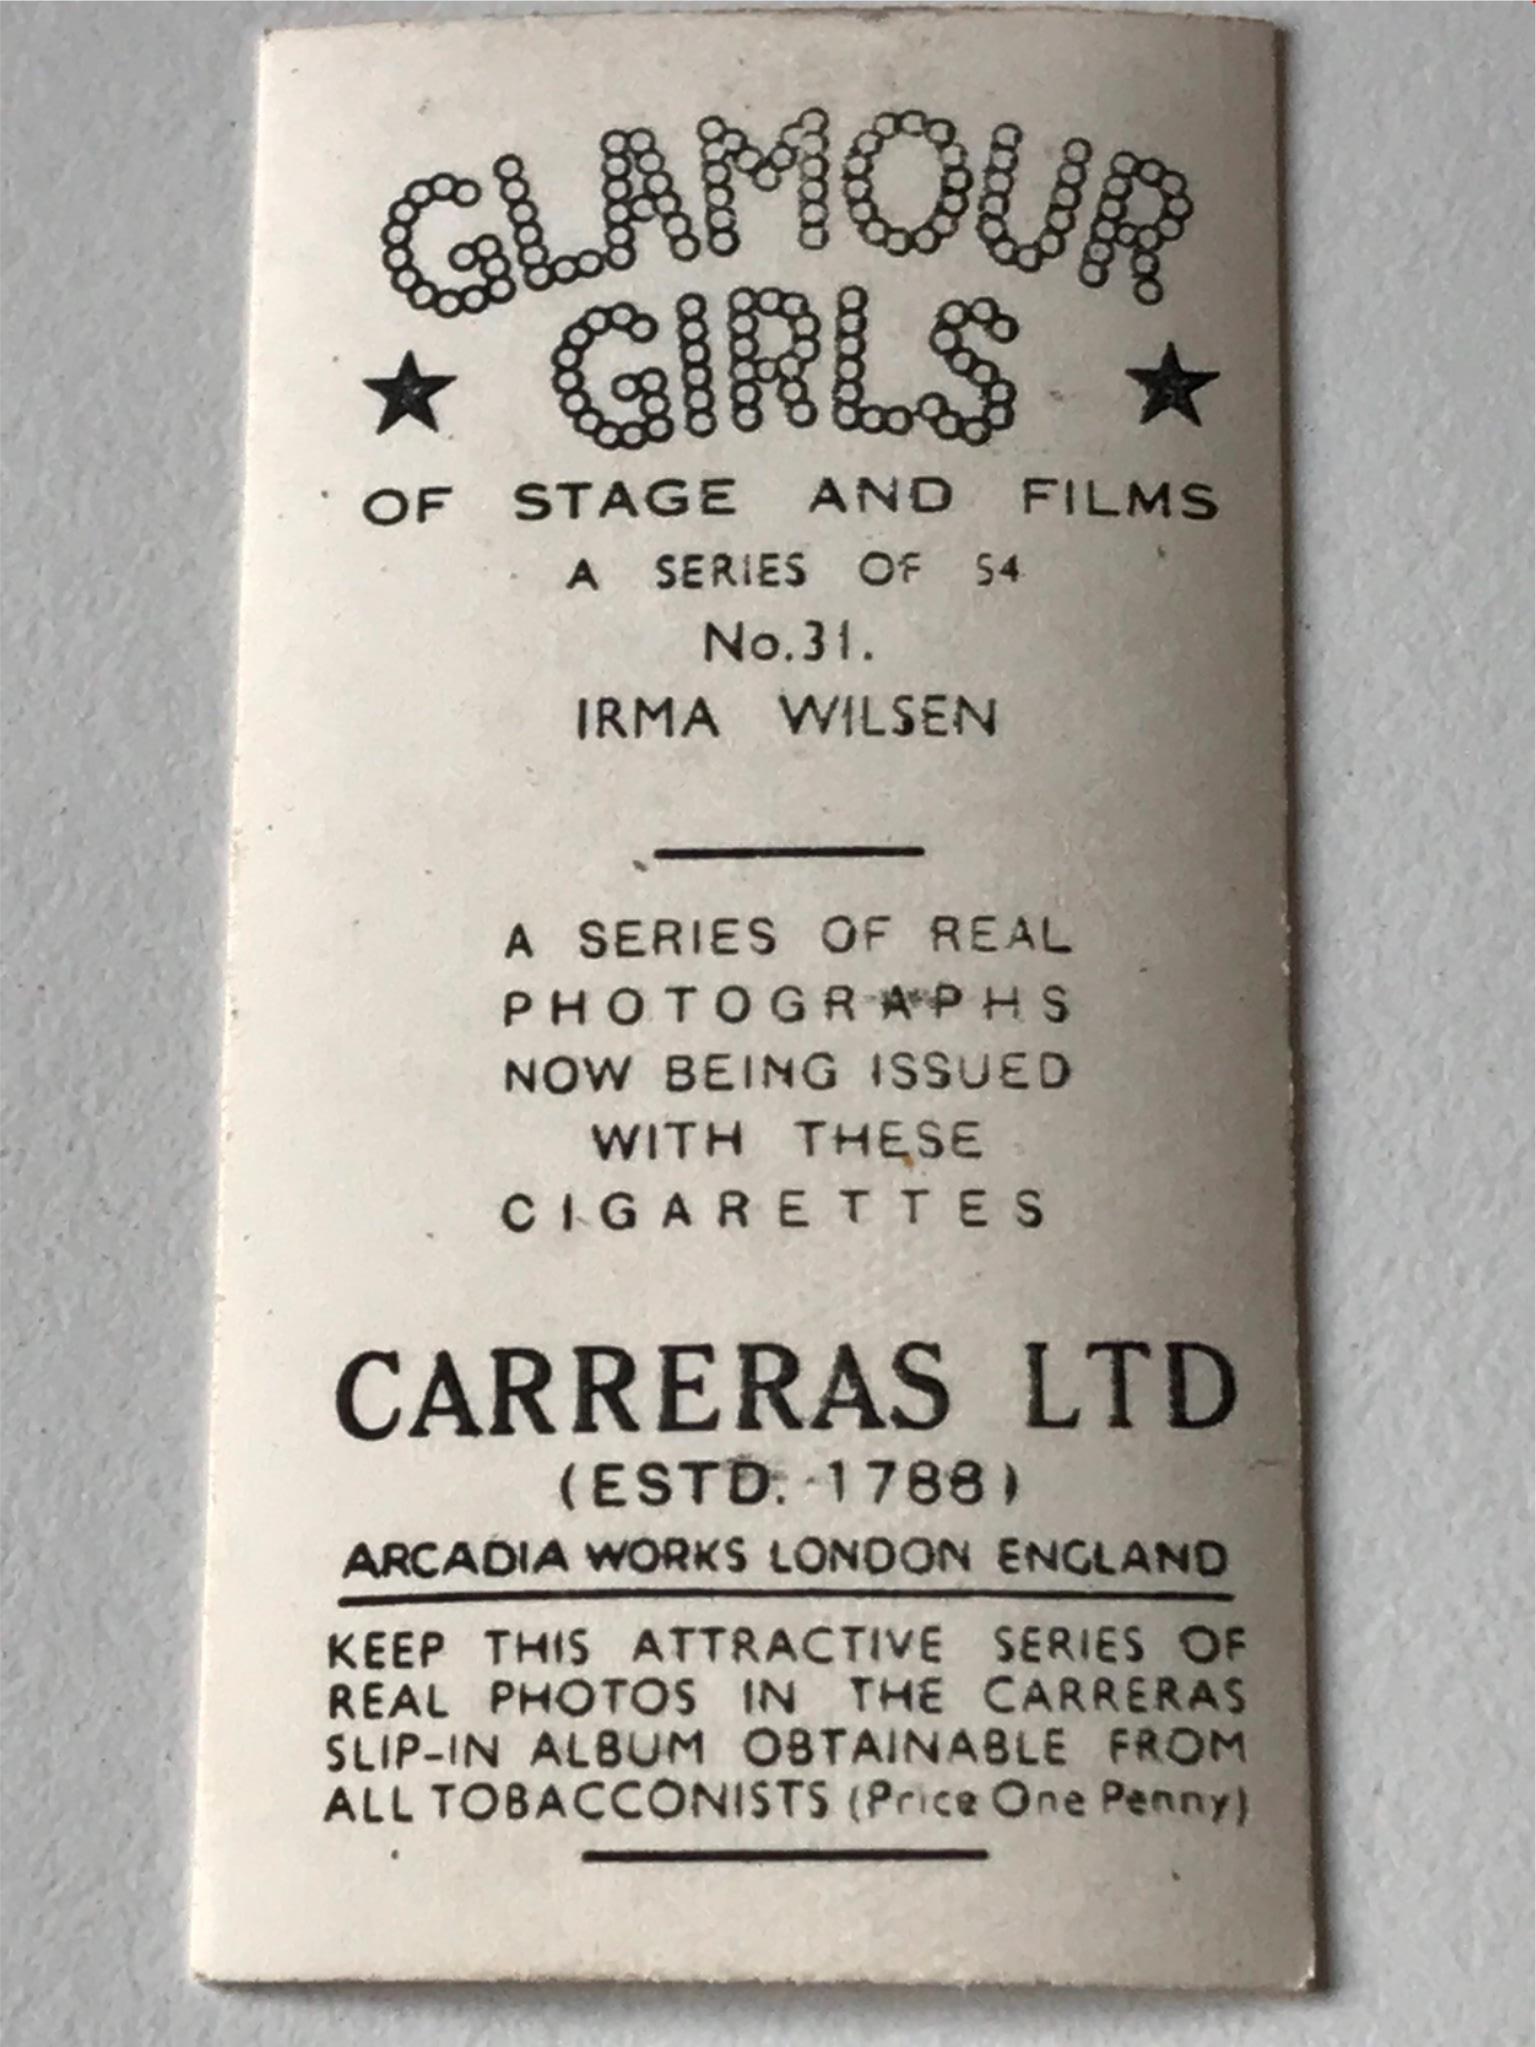 GLAMOUR
GIRLS
OF STAGE AND FILMS
A SERIES OF 54
No.31.
IRMA WILSEN
A SERIES OF REAL
PHOTOGRAPHS
NOW BEING ISSUED
WITH THESE
CIGARETTES
CARRERAS LTD
(ESTD. 1788)
ARCADIA WORKS LONDON ENGLAND
KEEP THIS ATTRACTIVE SERIES OF
REAL PHOTOS IN THE CARRERAS
SLIP-IN ALBUM OBTAINABLE FROM
ALL TOBACCONISTS (Price One Penny)